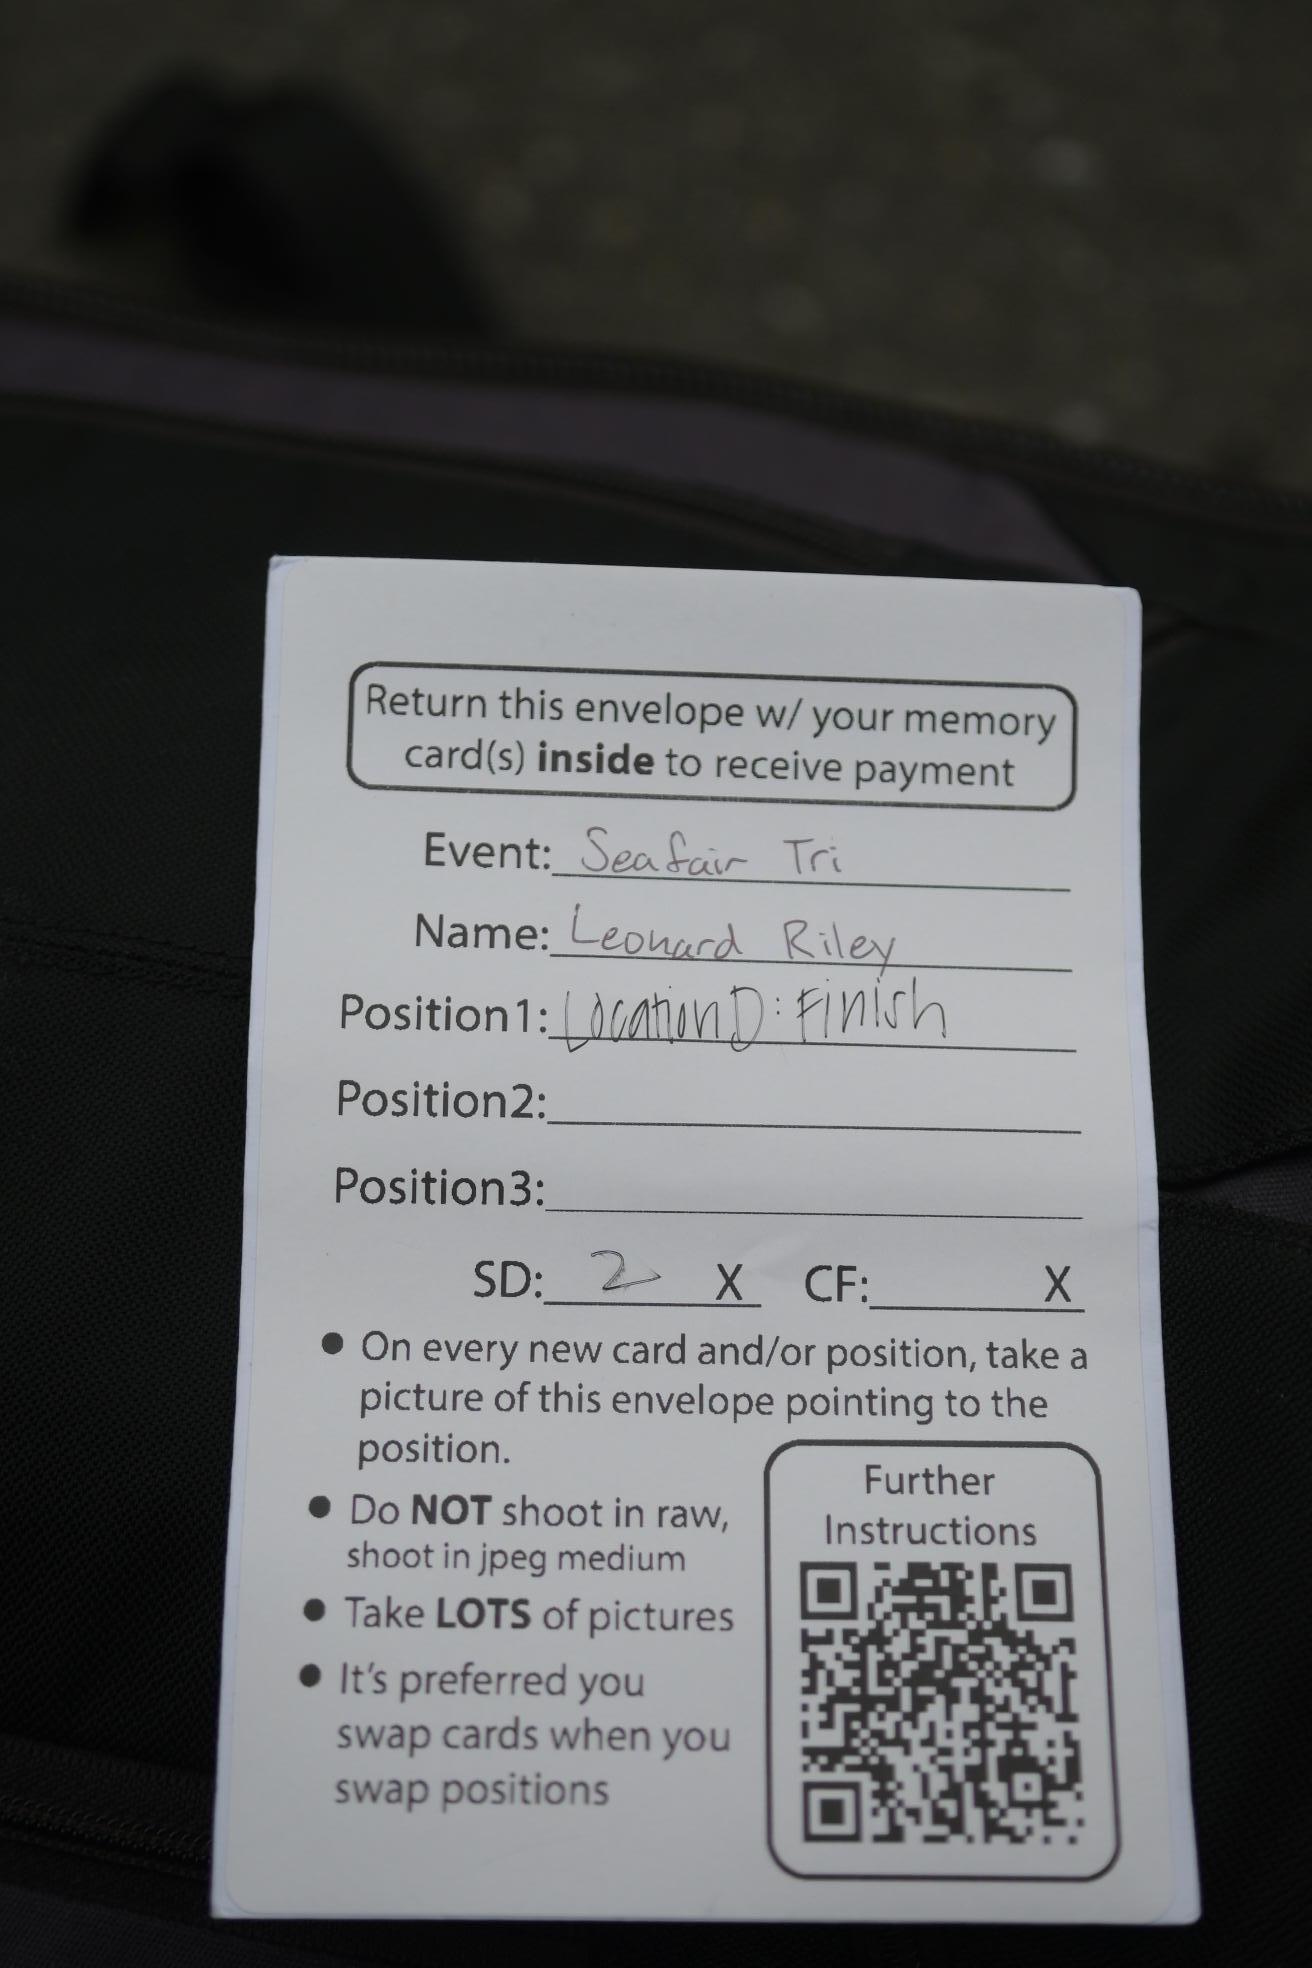 Return this envelope w/ your memory
card(s) inside to receive payment
Event: Seafair Tri
Name: Leonard Riley
Position1: Location D: Finish
Position2:
Position3:
SD: 2 X CF: X
● On every new card and/or position, take a
picture of this envelope pointing to the
position.
● Do NOT shoot in raw,
shoot in jpeg medium
● Take LOTS of pictures
● It's preferred you
swap cards when you
swap positions
Further
Instructions